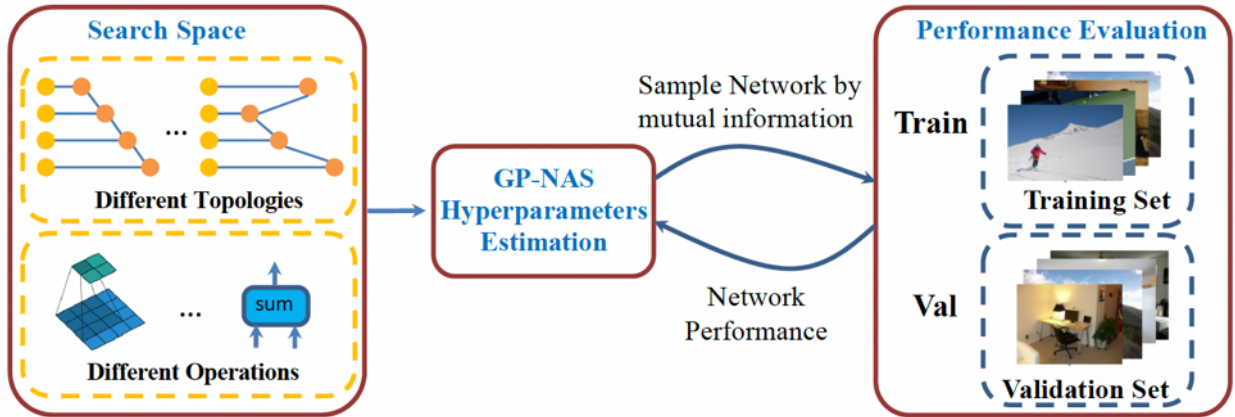 Search Space
...
Different Topologies
...
sum
Different Operations
GP-NAS
Hyperparameters
Estimation
Sample Network by
mutual information
Network
Performance
Performance Evaluation
Train
Training Set
Val
Validation Set